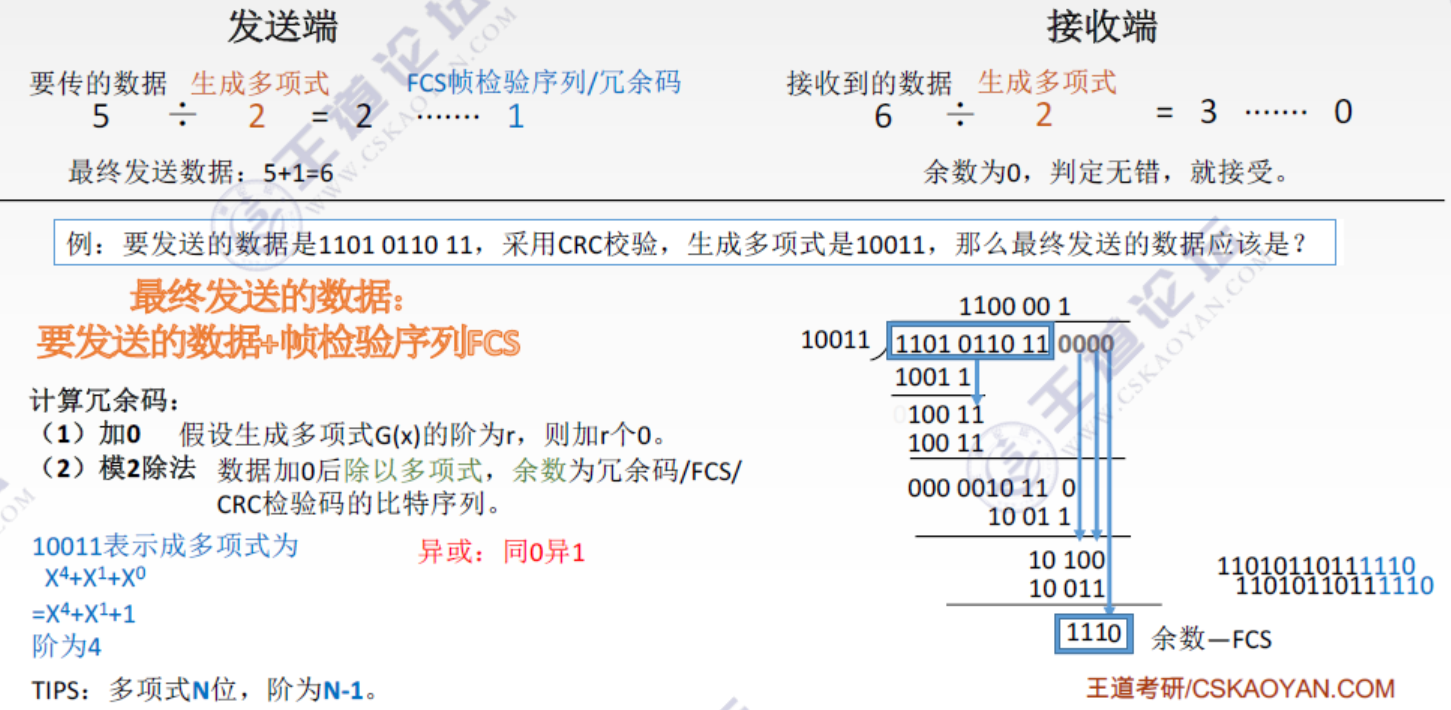 发送端
接收端
要传的数据 生成多项式 FCS帧检验序列/冗余码
5 ÷ 2 = 2 ······· 1
最终发送数据：5+1=6
接收到的数据 生成多项式
6 ÷ 2 = 3 ······· 0
余数为0，判定无错，就接受。
例：要发送的数据是1101 0110 11，采用CRC校验，生成多项式是10011，那么最终发送的数据应该是？
最终发送的数据：
要发送的数据+帧检验序列FCS
计算冗余码：
（1）加0 假设生成多项式G(x)的阶为r，则加r个0。
（2）模2除法 数据加0后除以多项式，余数为冗余码/FCS/
CRC检验码的比特序列。
10011表示成多项式为
X⁴+X¹+X⁰
=X⁴+X¹+1
阶为4
异或：同0异1
TIPS：多项式N位，阶为N-1。
1100 00 1
10011 1101 0110 11 0000
1001 1
100 11
100 11
000 0010 11 0
10 01 1
10 100
10 011
1110 余数—FCS
11010110111110
11010110111110
王道考研/CSKAOYAN.COM
王道论坛
WWW.CSKAOYAN.COM